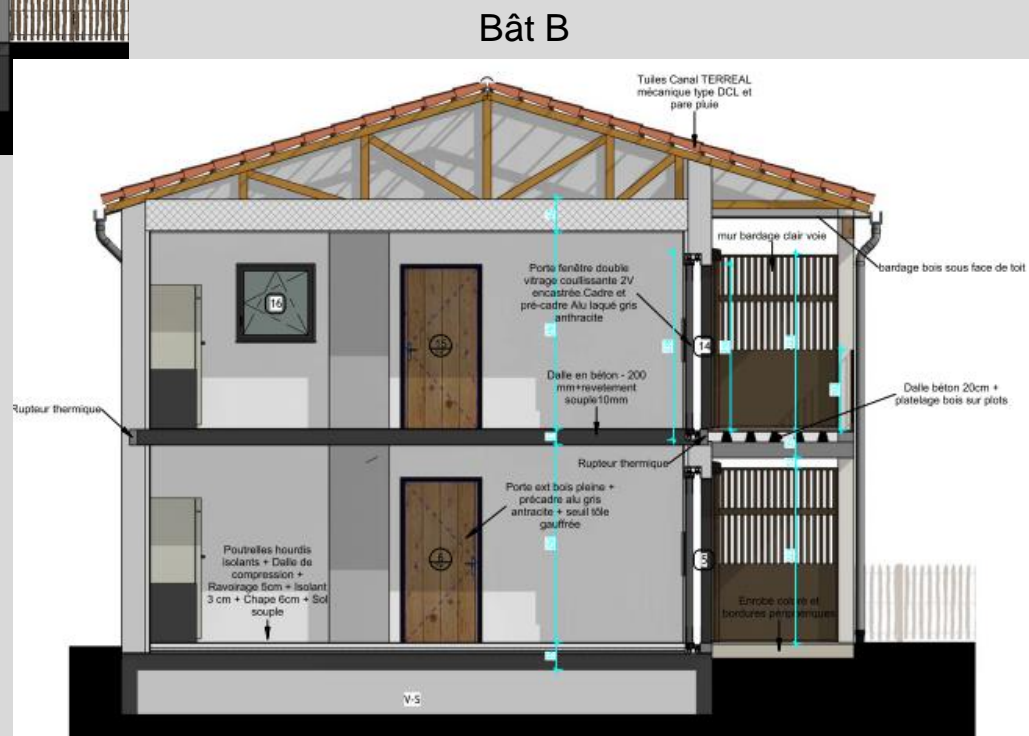 Bât B
Tuiles Canal TERREAL
mécanique type DCL et
pare pluie
mur bardage clair voie
bardage bois sous face de toit
Porte fenêtre double
vitrage coulissante 2V
encastrée.Cadre et
pré-cadre Alu laqué gris
anthracite
16
15
14
Dalle en béton - 200
mm+revetement
souple10mm
Dalle béton 20cm +
platelage bois sur plots
Rupteur thermique
Rupteur thermique
Porte ext bois pleine +
précadre alu gris
antracite + seuil tôle
gauffrée
6
5
Poutrelles hourdis
isolants + Dalle de
compression +
Ravoirage 5cm + Isolant
3 cm + Chape 6cm + Sol
souple
Enrobé coloré et
bordures périphériques
V-S